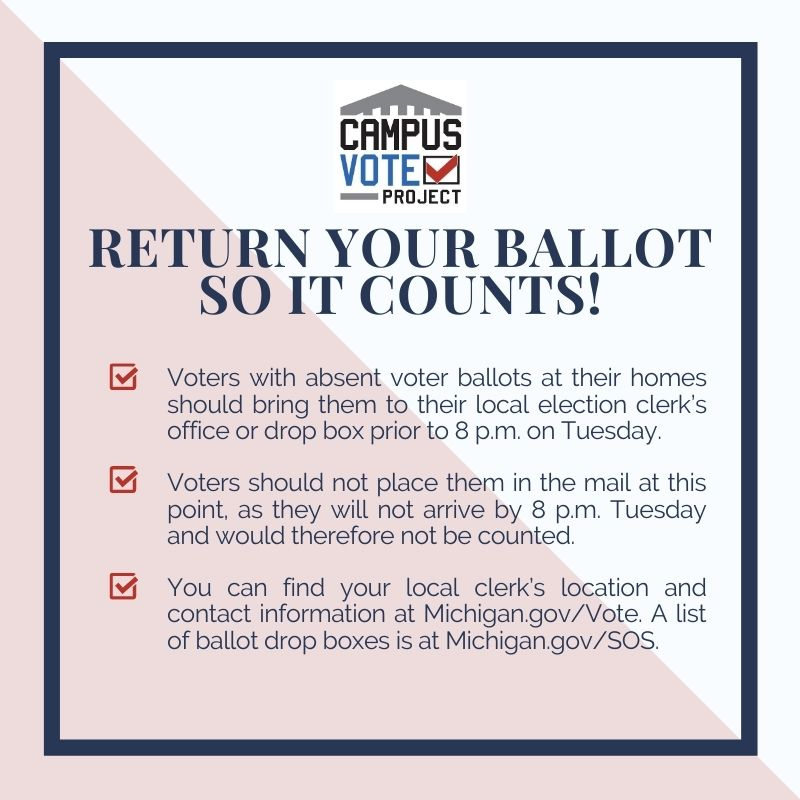 CAMPUS
VOTE
PROJECT
RETURN YOUR BALLOT
SO IT COUNTS!
Voters with absent voter ballots at their homes
should bring them to their local election clerk's
office or drop box prior to 8 p.m. on Tuesday.
Voters should not place them in the mail at this
point, as they will not arrive by 8 p.m. Tuesday
and would therefore not be counted.
You can find your local clerk's location and
contact information at Michigan.gov/Vote. A list
of ballot drop boxes is at Michigan.gov/SOS.